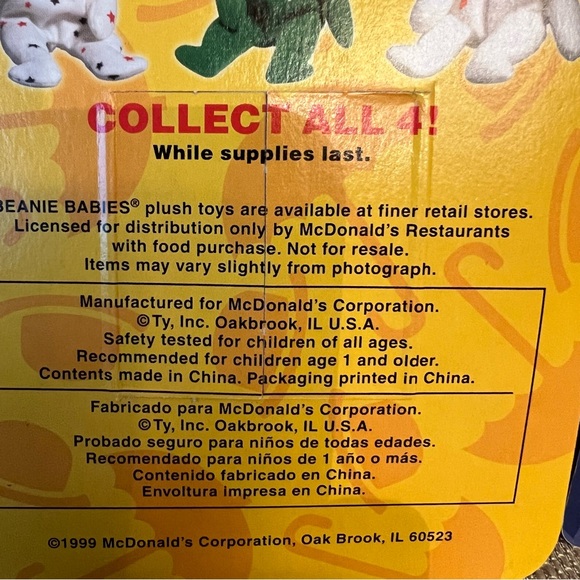 COLLECT ALL 4!
While supplies last.
BEANIE BABIES® plush toys are available at finer retail stores.
Licensed for distribution only by McDonald's Restaurants
with food purchase. Not for resale.
Items may vary slightly from photograph.
Manufactured for McDonald's Corporation.
©Ty, Inc. Oakbrook, IL U.S.A.
Safety tested for children of all ages.
Recommended for children age 1 and older.
Contents made in China. Packaging printed in China.
Fabricado para McDonald's Corporation.
©Ty, Inc. Oakbrook, IL U.S.A.
Probado seguro para niños de todas edades.
Recomendado para niños de 1 año o más.
Contenido fabricado en China.
Envoltura impresa en China.
©1999 McDonald's Corporation, Oak Brook, IL 60523